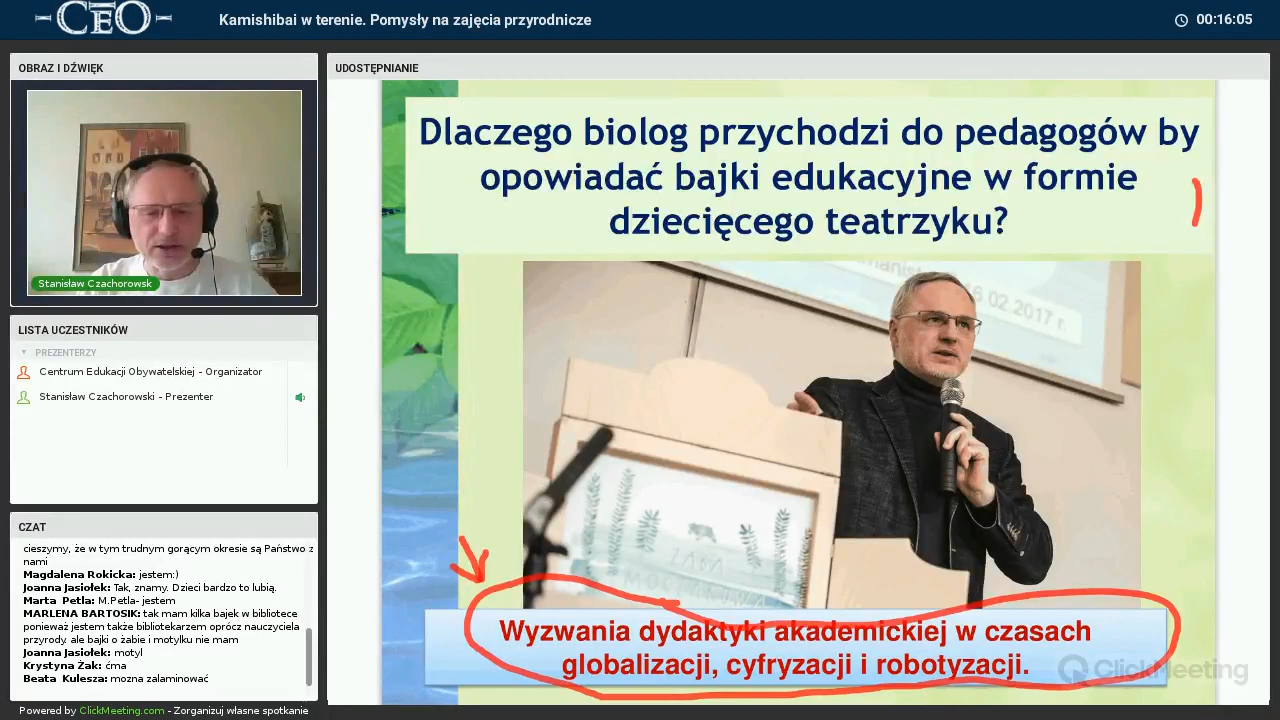 CEO
Kamishibai w terenie. Pomysły na zajęcia przyrodnicze
00:16:05
OBRAZ I DŹWIĘK
Stanisław Czachorowsk
LISTA UCZESTNIKÓW
PREZENTERZY
Centrum Edukacji Obywatelskiej - Organizator
Stanisław Czachorowski - Prezenter
CZAT
cieszymy, że w tym trudnym gorącym okresie są Państwo z
nami
Magdalena Rokicka: jestem:)
Joanna Jasiołek: Tak, znamy. Dzieci bardzo to lubią.
Marta Petla: M.Petla- jestem
MARLENA BARTOSIK: tak mam kilka bajek w bibliotece
ponieważ jestem także bibliotekarzem oprócz nauczyciela
przyrody. ale bajki o żabie i motylku nie mam
Joanna Jasiołek: motyl
Krystyna Żak: ćma
Beata Kulesza: mozna zalaminować
Powered by ClickMeeting.com - Zorganizuj własne spotkanie
UDOSTĘPNIANIE
Dlaczego biolog przychodzi do pedagogów by
opowiadać bajki edukacyjne w formie
dziecięcego teatrzyku?
02.2017 r.
Wyzwania dydaktyki akademickiej w czasach
globalizacji, cyfryzacji i robotyzacji.
ClickMeeting